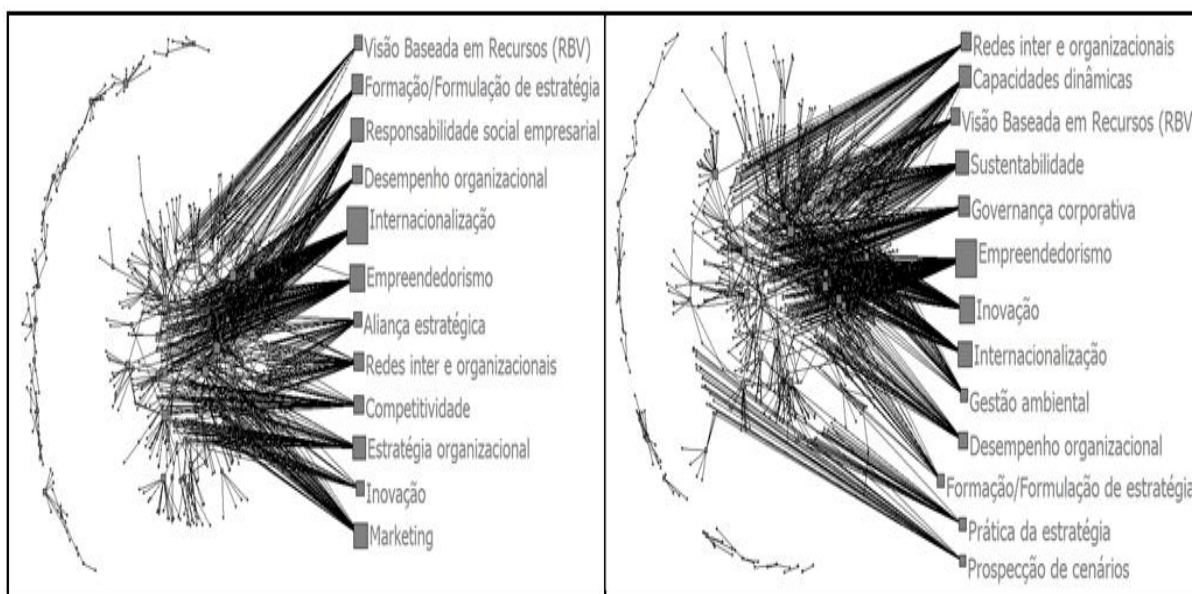 Visão Baseada em Recursos (RBV)
Formação/Formulação de estratégia
Responsabilidade social empresarial
Desempenho organizacional
Internacionalização
Empreendedorismo
Aliança estratégica
Redes inter e organizacionais
Competitividade
Estratégia organizacional
Inovação
Marketing
Redes inter e organizacionais
Capacidades dinâmicas
Visão Baseada em Recursos (RBV
Sustentabilidade
Governança corporativa
Empreendedorismo
Inovação
Internacionalização
Gestão ambiental
Desempenho organizacional
Formação/Formulação de estratégia
Prática da estratégia
Prospecção de cenários